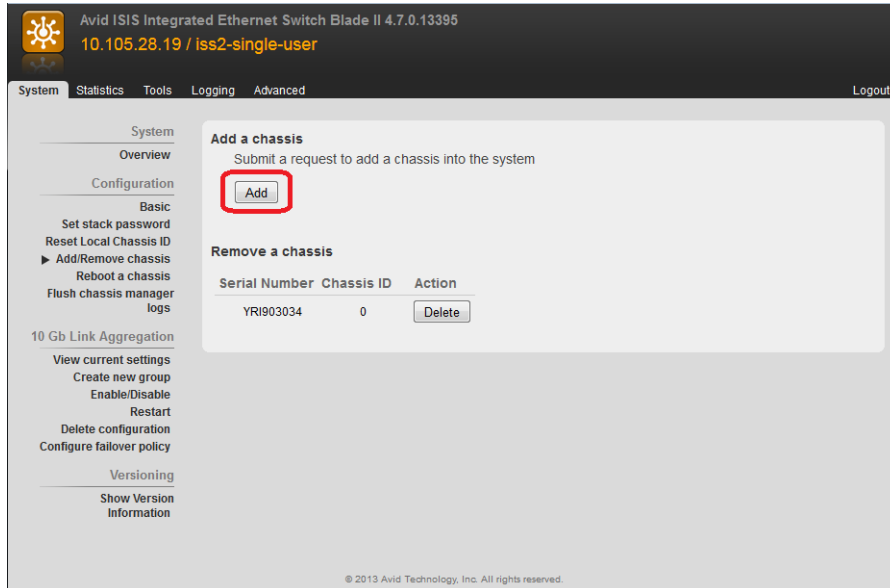 Avid ISIS Integrated Ethernet Switch Blade II 4.7.0.13395
10.105.28.19 / iss2-single-user
System Statistics Tools Logging Advanced Logout
System
Overview
Configuration
Basic
Set stack password
Reset Local Chassis ID
Add/Remove chassis
Reboot a chassis
Flush chassis manager
logs
10 Gb Link Aggregation
View current settings
Create new group
Enable/Disable
Restart
Delete configuration
Configure failover policy
Versioning
Show Version
Information
Add a chassis
Submit a request to add a chassis into the system
Add
Remove a chassis
Serial Number Chassis ID Action
YRI903034 0 Delete
© 2013 Avid Technology, Inc. All rights reserved.